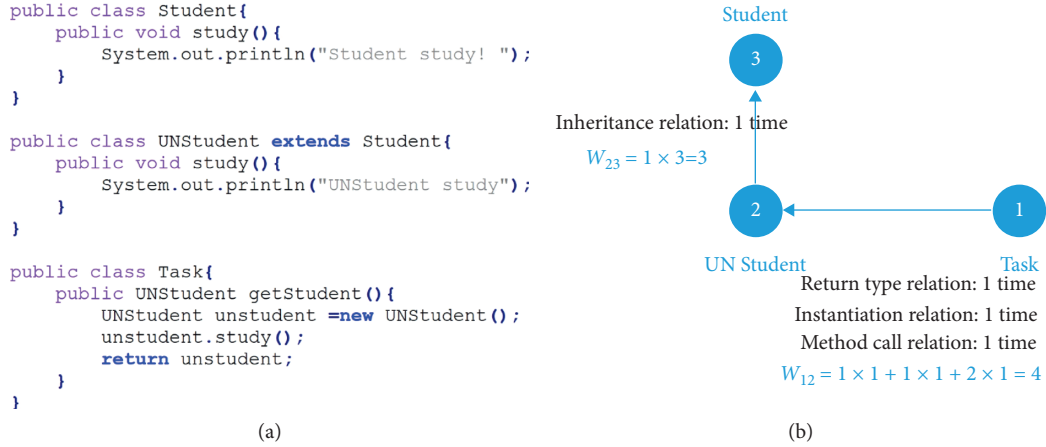 public class Student{
public void study(){
System.out.println("Student study! ");
}
}
public class UNStudent extends Student{
public void study(){
System.out.println("UNStudent study");
}
}
public class Task{
public UNStudent getStudent(){
UNStudent unstudent =new UNStudent();
unstudent.study();
return unstudent;
}
}
(a)
Student
3
Inheritance relation: 1 time
W23 = 1 × 3=3
2
1
UN Student
Task
Return type relation: 1 time
Instantiation relation: 1 time
Method call relation: 1 time
W12 = 1 × 1 + 1 × 1 + 2 × 1 = 4
(b)